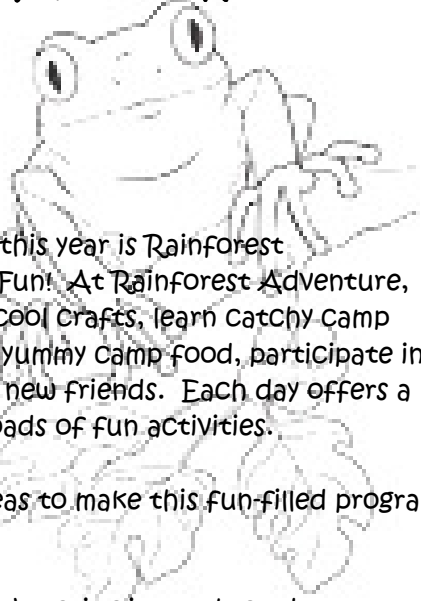 this year is Rainforest
Fun! At Rainforest Adventure,
cool crafts, learn catchy camp
yummy camp food, participate in
new friends. Each day offers a
oads of fun activities.
eas to make this fun-filled progra